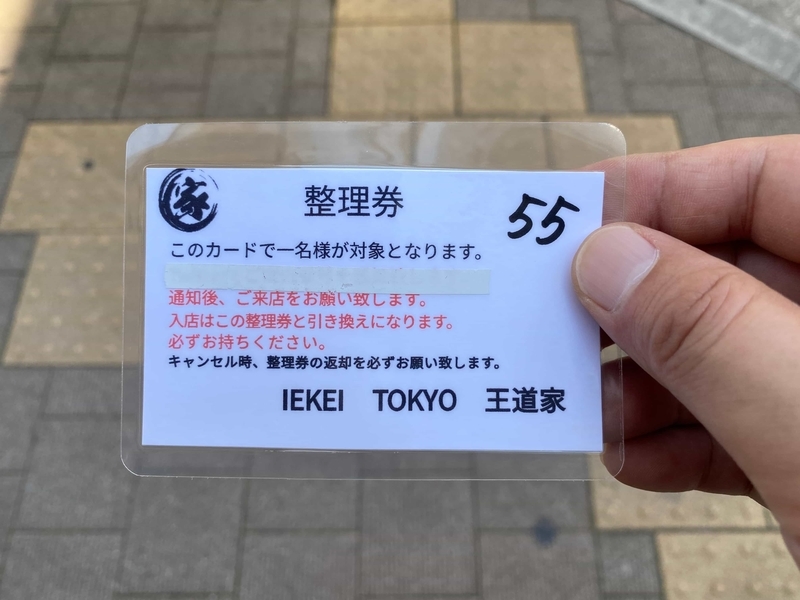 家
整理券
55
このカードで一名様が対象となります。
通知後、ご来店をお願い致します。
入店はこの整理券と引き換えになります。
必ずお持ちください。
キャンセル時、整理券の返却を必ずお願い致します。
IEKEI TOKYO 王道家